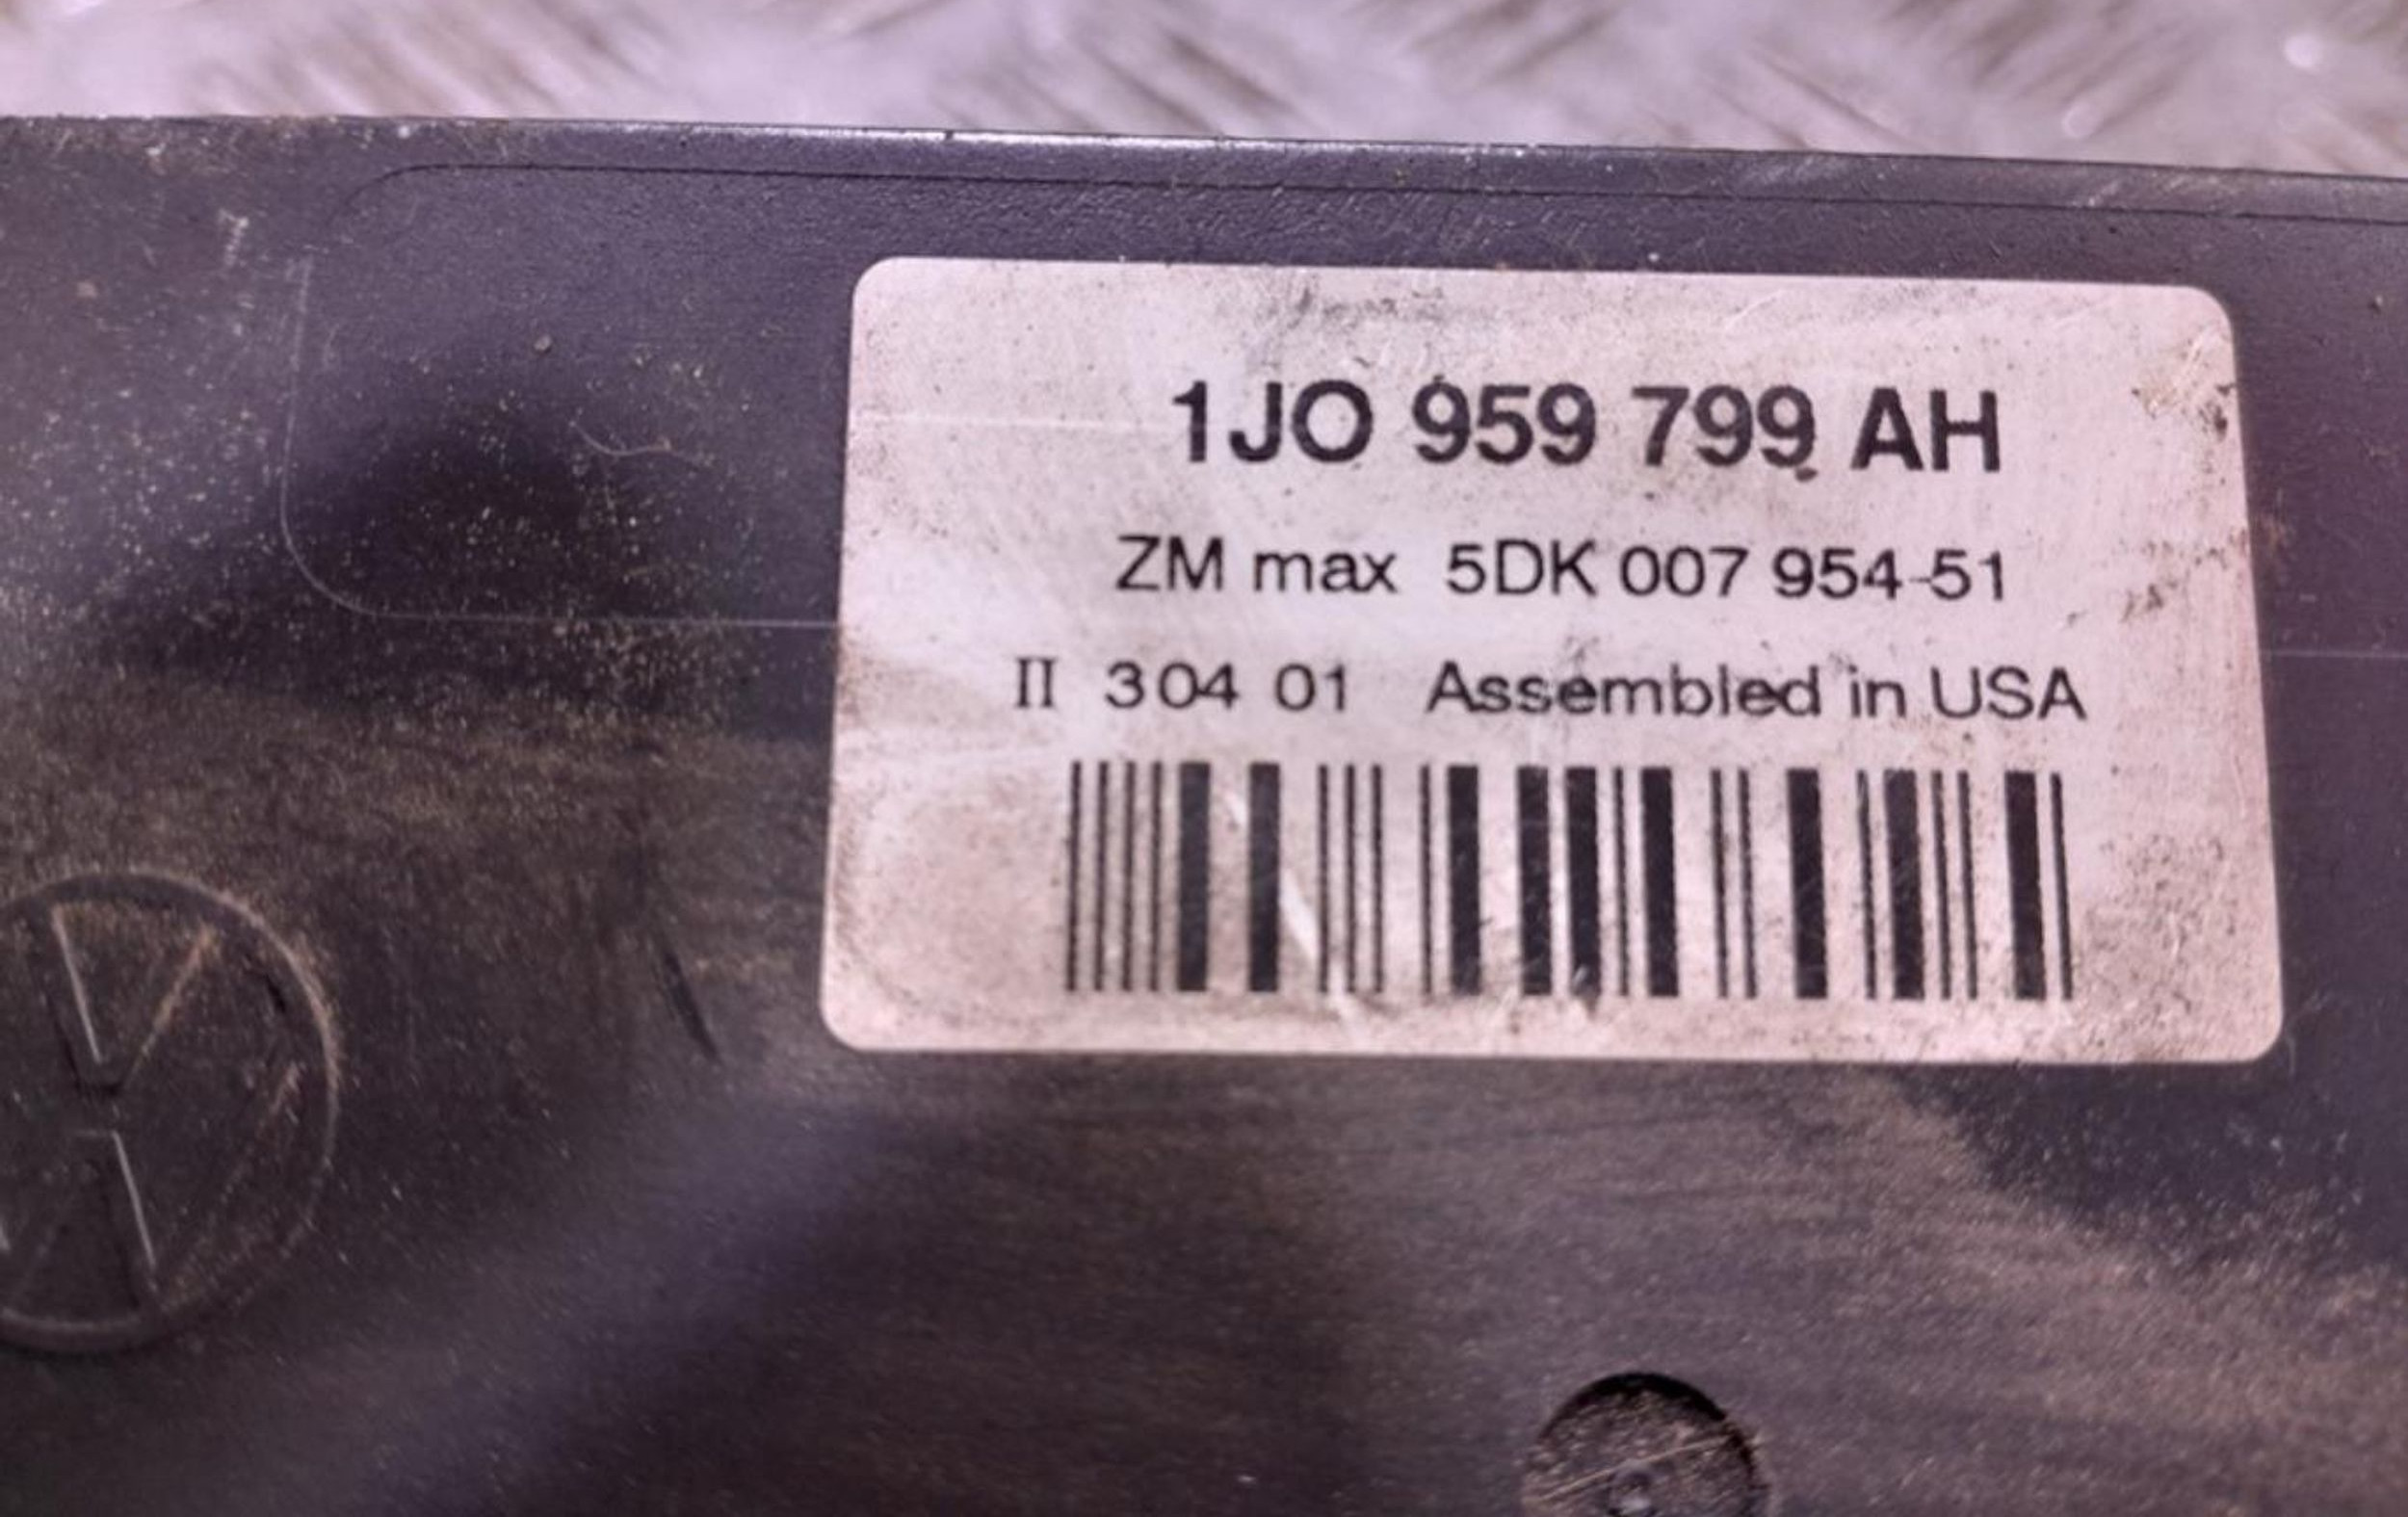 1JO 959 799 AH
ZM max 5DK 007 954-51
II 304 01 Assembled in USA